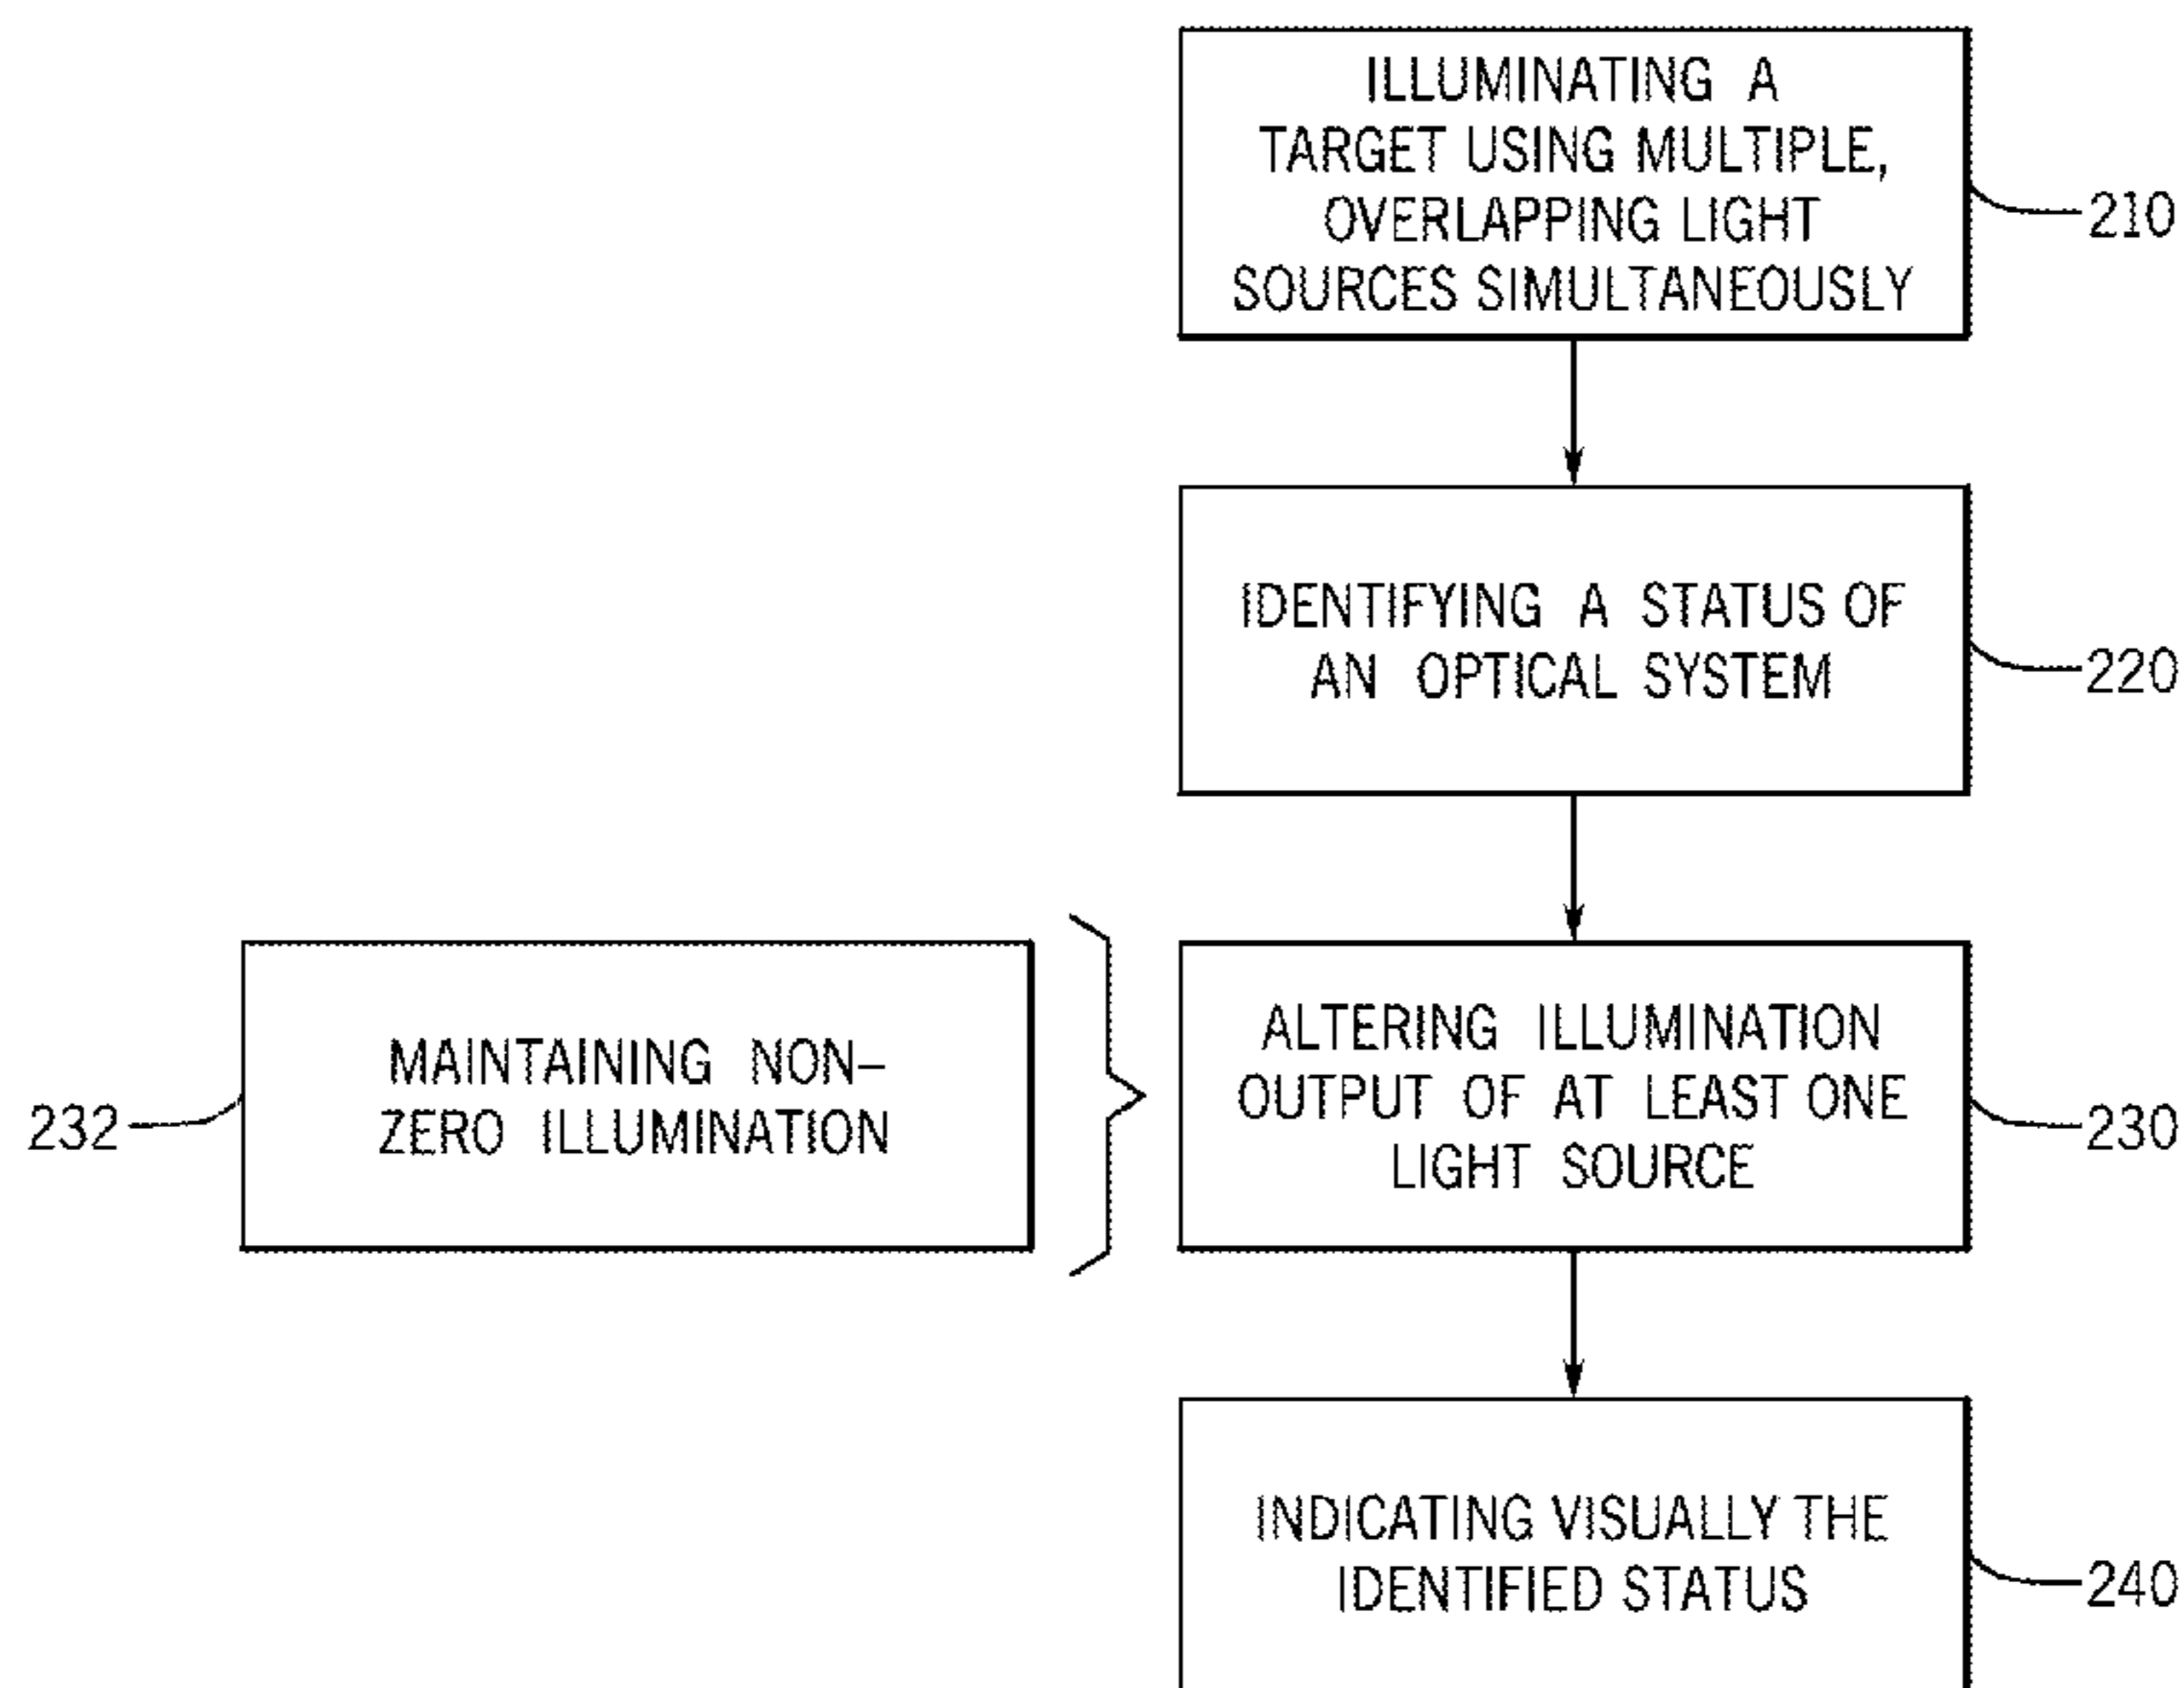 ILLUMINATING A
TARGET USING MULTIPLE,
OVERLAPPING LIGHT
SOURCES SIMULTANEOUSLY
210
IDENTIFYING A STATUS OF
AN OPTICAL SYSTEM
220
MAINTAINING NON–
ZERO ILLUMINATION
232
ALTERING ILLUMINATION
OUTPUT OF AT LEAST ONE
LIGHT SOURCE
230
INDICATING VISUALLY THE
IDENTIFIED STATUS
240